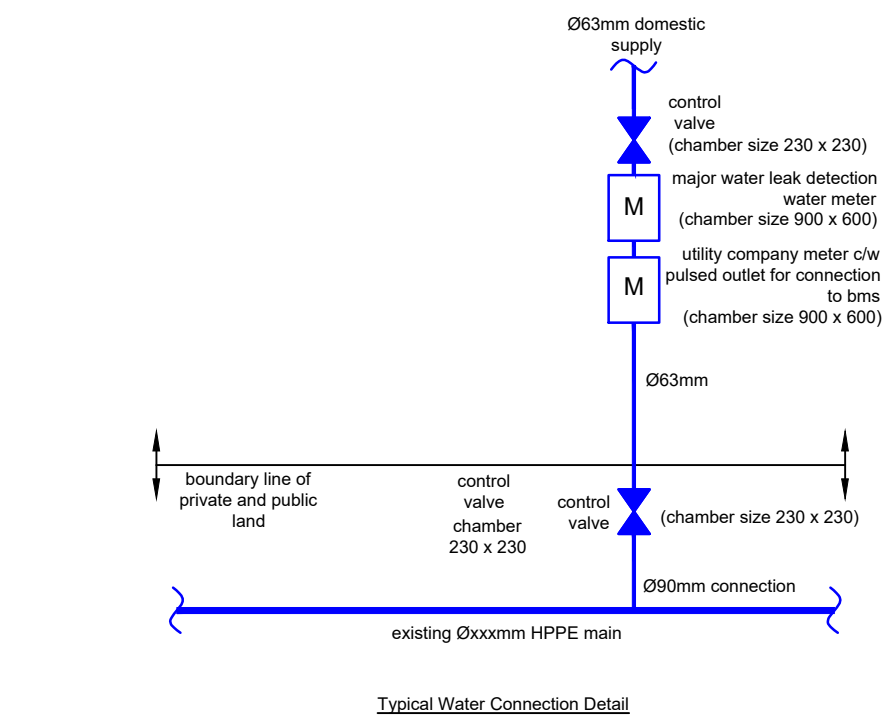 Ø63mm domestic
supply
control
valve
(chamber size 230 x 230)
major water leak detection
water meter
(chamber size 900 x 600)
M
utility company meter c/w
pulsed outlet for connection
to bms
(chamber size 900 x 600)
M
Ø63mm
boundary line of
private and public
land
control
valve
chamber
230 x 230
control
valve
(chamber size 230 x 230)
Ø90mm connection
existing Øxxxmm HPPE main
Typical Water Connection Detail